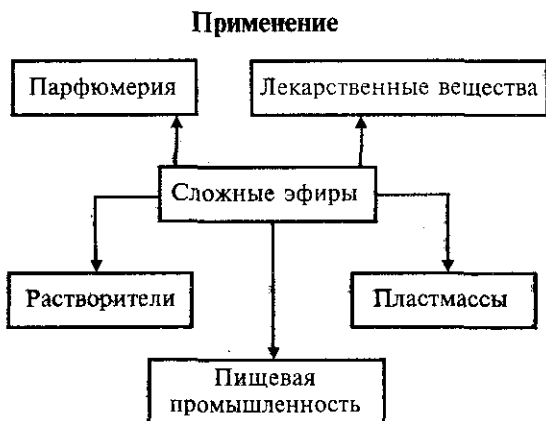 Применение
Парфюмерия
Лекарственные вещества
Сложные эфиры
Растворители
Пластмассы
Пищевая
промышленность